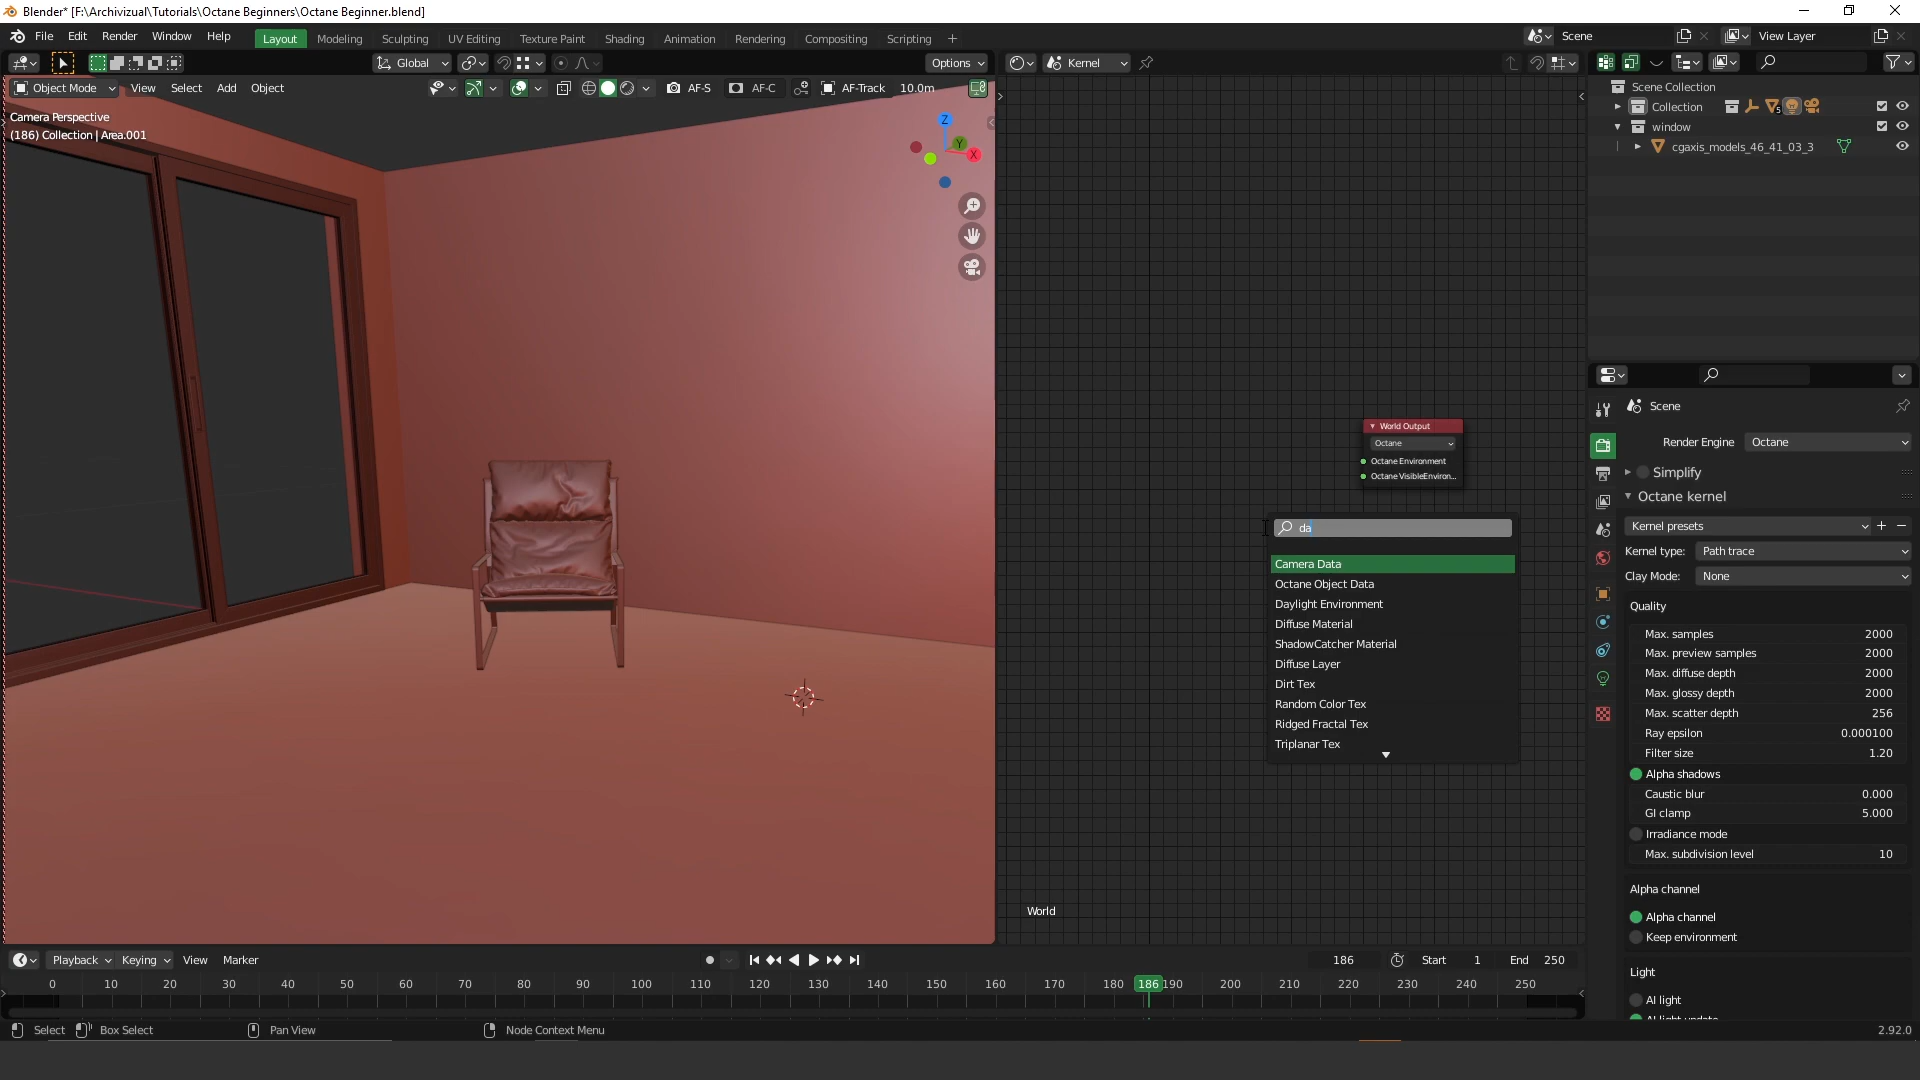 Blender* [F:\Archivizual\Tutorials\Octane Beginners\Octane Beginner.blend]
File Edit Render Window Help Layout Modeling Sculpting UV Editing Texture Paint Shading Animation Rendering Compositing Scripting + Scene View Layer
Global Options Kernel
Object Mode View Select Add Object AF-S AF-C AF-Track 10.0m
Camera Perspective
(186) Collection | Area.001
Z
Y
X
Scene Collection
Collection 5
window
cgaxis_models_46_41_03_3
World Output
Octane
Octane Environment
Octane VisibleEnviron...
da
Camera Data
Octane Object Data
Daylight Environment
Diffuse Material
ShadowCatcher Material
Diffuse Layer
Dirt Tex
Random Color Tex
Ridged Fractal Tex
Triplanar Tex
World
Scene
Render Engine Octane
Simplify
Octane kernel
Kernel presets
Kernel type: Path trace
Clay Mode: None
Quality
Max. samples 2000
Max. preview samples 2000
Max. diffuse depth 2000
Max. glossy depth 2000
Max. scatter depth 256
Ray epsilon 0.000100
Filter size 1.20
Alpha shadows
Caustic blur 0.000
GI clamp 5.000
Irradiance mode
Max. subdivision level 10
Alpha channel
Alpha channel
Keep environment
Light
AI light
AI light update
Playback Keying View Marker 186 Start 1 End 250
0 10 20 30 40 50 60 70 80 90 100 110 120 130 140 150 160 170 180 186 190 200 210 220 230 240 250
Select Box Select Pan View Node Context Menu 2.92.0